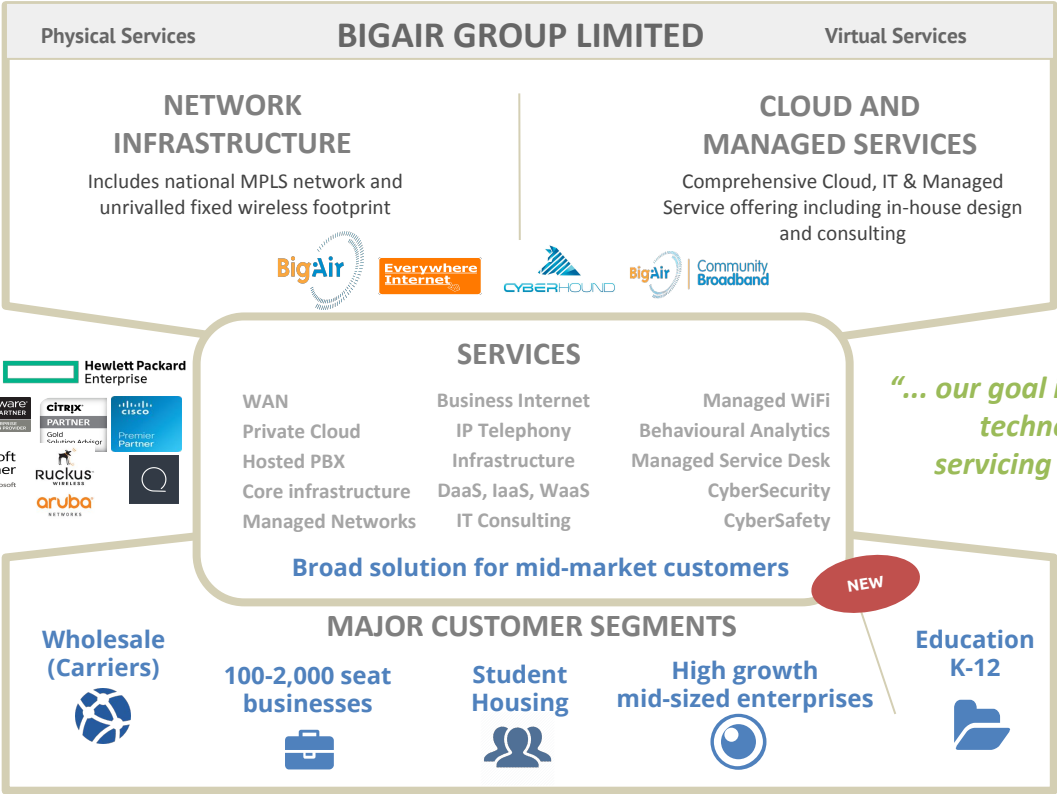 Physical Services
BIGAIR GROUP LIMITED
Virtual Services
NETWORK
INFRASTRUCTURE
Includes national MPLS network and
unrivalled fixed wireless footprint
CLOUD AND
MANAGED SERVICES
Comprehensive Cloud, IT & Managed
Service offering including in-house design
and consulting
BigAir
Everywhere
Internet
CYBERHOUND
BigAir
Community
Broadband
Hewlett Packard
Enterprise
CITRIX
PARTNER
Gold
Solution Advisor
CISCO
Premier
Partner
RUCKUS
WIRELESS
aruba
NETWORKS
SERVICES
WAN
Private Cloud
Hosted PBX
Core infrastructure
Managed Networks
Business Internet
IP Telephony
Infrastructure
DaaS, IaaS, WaaS
IT Consulting
Managed WiFi
Behavioural Analytics
Managed Service Desk
CyberSecurity
CyberSafety
Broad solution for mid-market customers
“... our goal
servicing
NEW
MAJOR CUSTOMER SEGMENTS
Wholesale
(Carriers)
100-2,000 seat
businesses
Student
Housing
High growth
mid-sized enterprises
Education
K-12